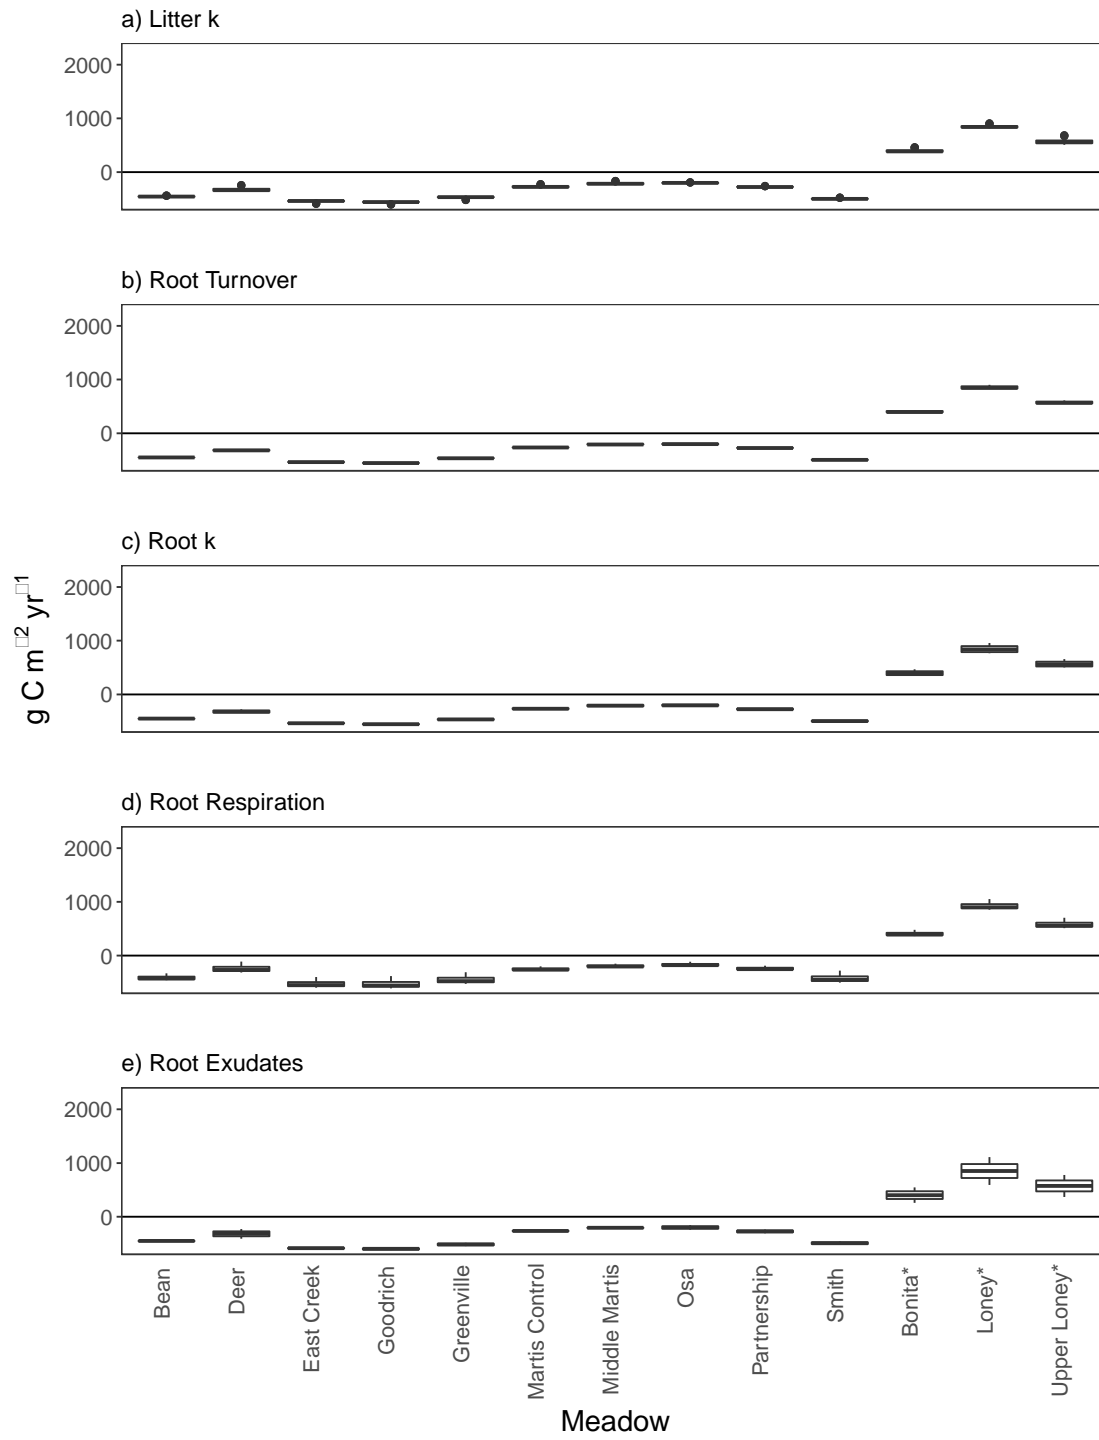 a) Litter k
2000
1000
0
b) Root Turnover
2000
1000
0
c) Root k
2000
1000
0
d) Root Respiration
2000
1000
0
e) Root Exudates
2000
1000
0
g C m□2 yr□1
Bean
Deer
East Creek
Goodrich
Greenville
Martis Control
Middle Martis
Osa
Partnership
Smith
Bonita*
Loney*
Upper Loney*
Meadow